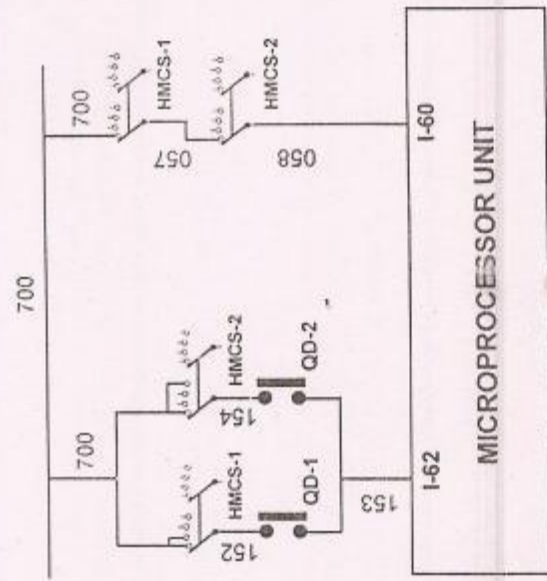 700
700
HMCS-1
HMCS-2
057
058
I-60
700
HMCS-1
HMCS-2
152
154
QD-1
QD-2
153
I-62
MICROPROCESSOR UNIT